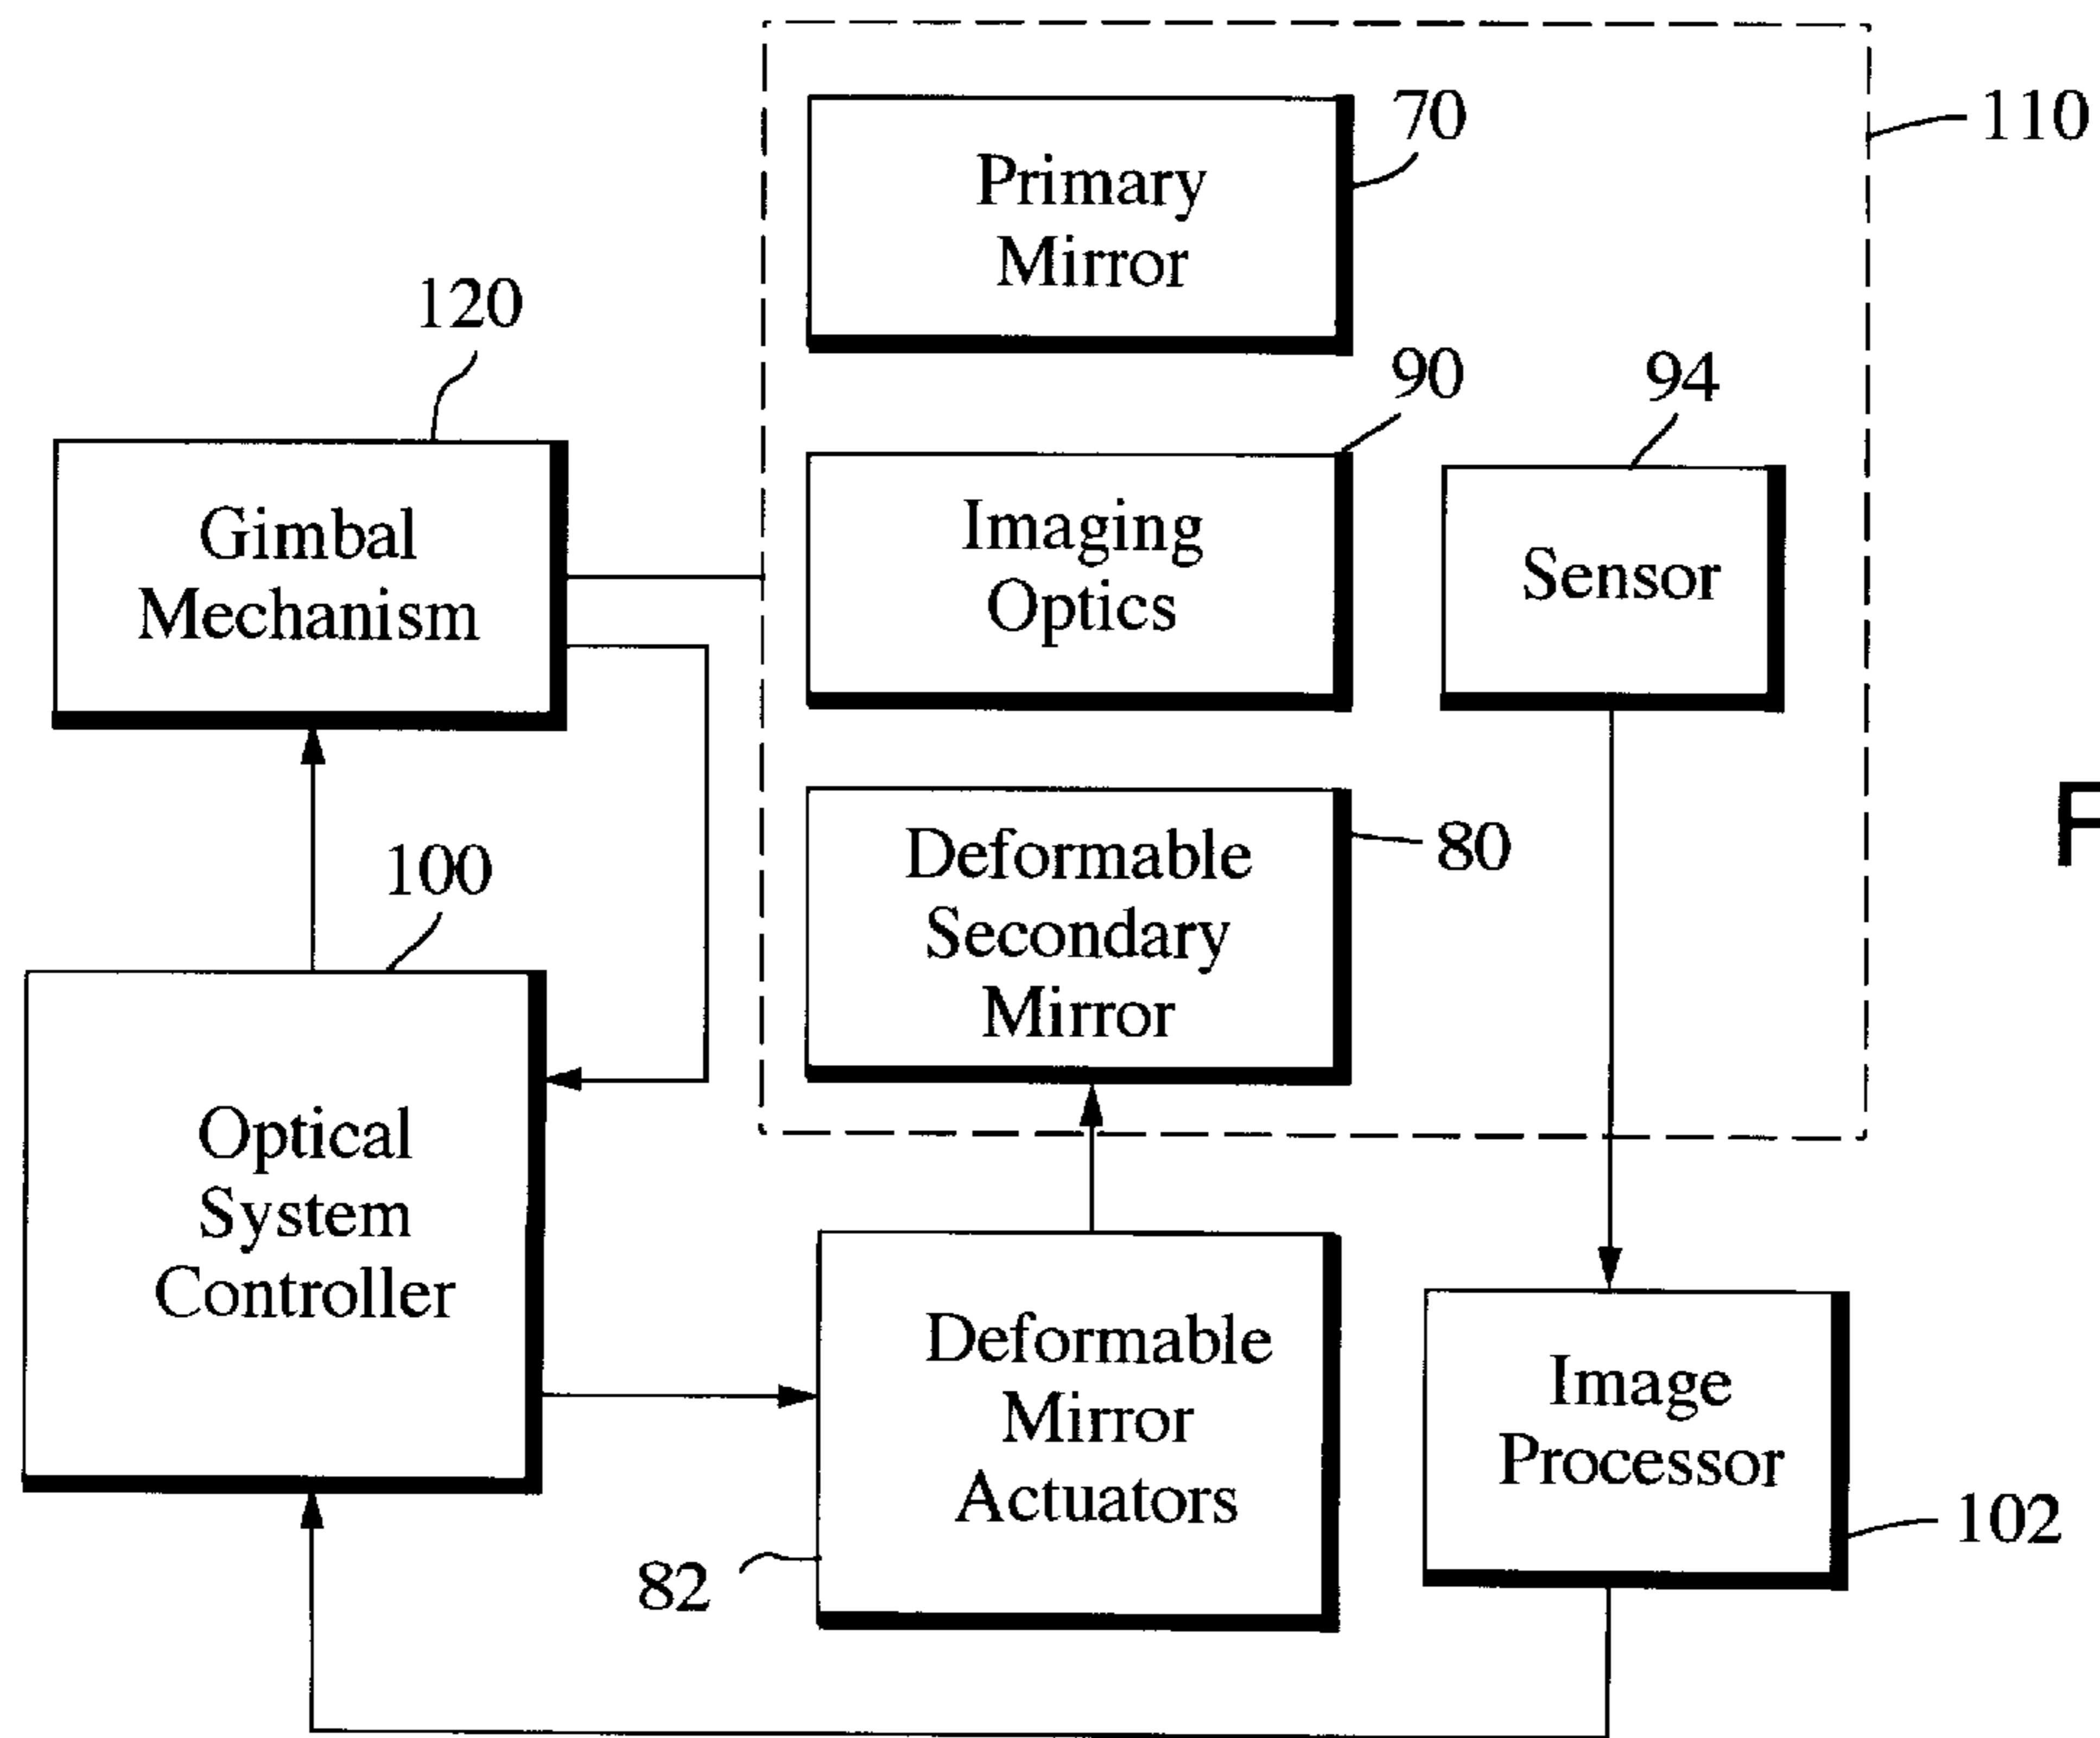 Primary
Mirror
70
110
120
90
94
Gimbal
Mechanism
Imaging
Optics
Sensor
100
Deformable
Secondary
Mirror
80
F
Optical
System
Controller
Deformable
Mirror
Actuators
82
Image
Processor
102